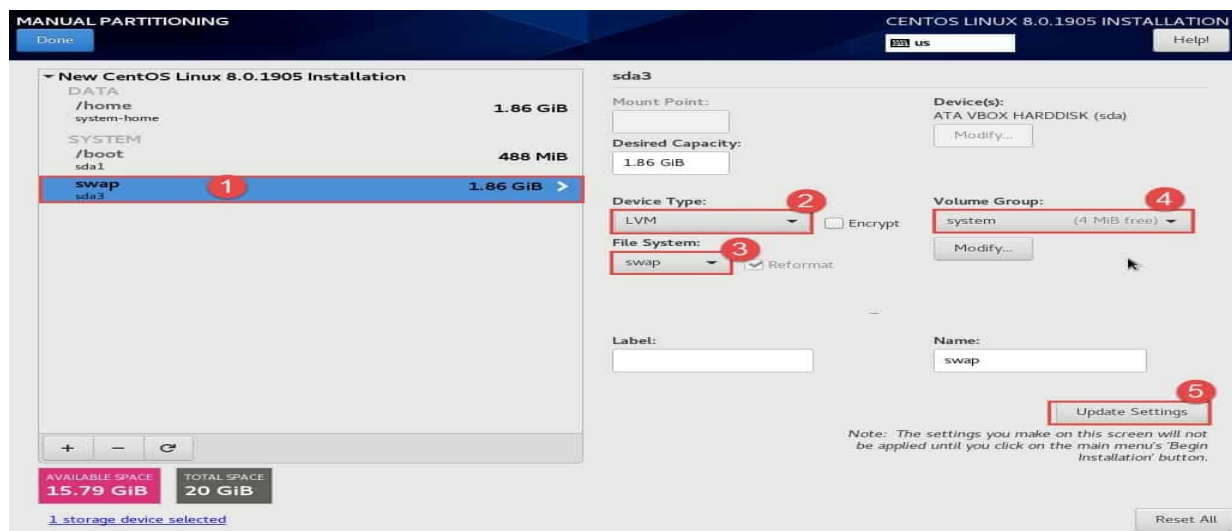 MANUAL PARTITIONING
CENTOS LINUX 8.0.1905 INSTALLATION
Done
us
Help!
New CentOS Linux 8.0.1905 Installation
DATA
/home
1.86 GiB
system-home
SYSTEM
/boot
488 MiB
sda1
swap
1
1.86 GiB >
sda3
+ −
AVAILABLE SPACE
15.79 GiB
TOTAL SPACE
20 GiB
1 storage device selected
sda3
Mount Point:
Desired Capacity:
1.86 GiB
Device(s):
ATA VBOX HARDDISK (sda)
Modify...
Device Type:
2
LVM
Encrypt
File System:
3
swap
Reformat
Volume Group:
4
system (4 MiB free)
Modify...
Label:
Name:
swap
5
Update Settings
Note: The settings you make on this screen will not
be applied until you click on the main menu's 'Begin
Installation' button.
Reset All